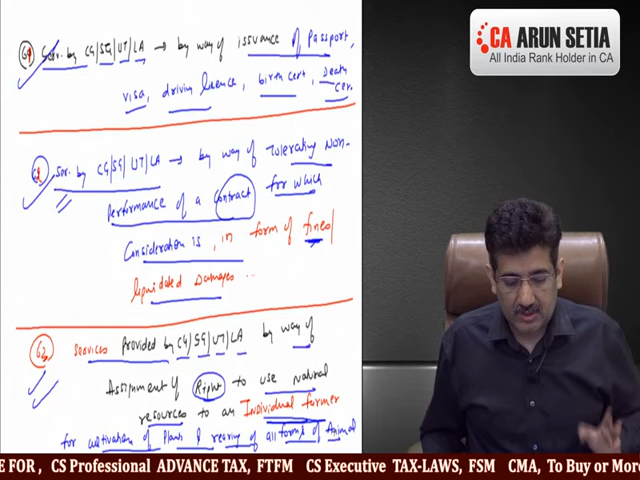 61 Ser. by CG/SG/UT/LA → by way of issuance of Passport,
visa, driving licence, birth cert, Death
Cer.
62 Ser. by CG/SG/UT/LA → by way of tolerating Non-
Performance of a Contract for which
Consideration is, in form of fines/
liquidated Damages ..
63 Services provided by CG/SG/UT/LA by way of
Assignment of Right to use natural
resources to an Individual farmer
for cultivation of Plants & rearing of all forms of Animal
CA ARUN SETIA
All India Rank Holder in CA
E FOR , CS Professional ADVANCE TAX, FTFM CS Executive TAX-LAWS, FSM CMA, To Buy or More